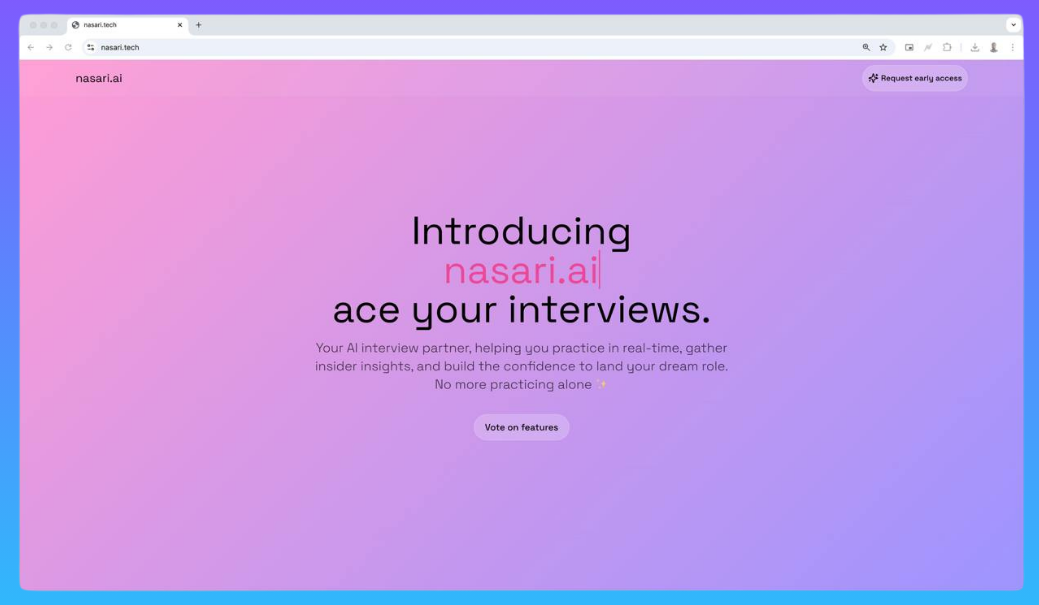 nasari.tech
nasari.tech
nasari.ai
Request early access
Introducing
nasari.ai
ace your interviews.
Your AI interview partner, helping you practice in real-time, gather
insider insights, and build the confidence to land your dream role.
No more practicing alone ✨
Vote on features